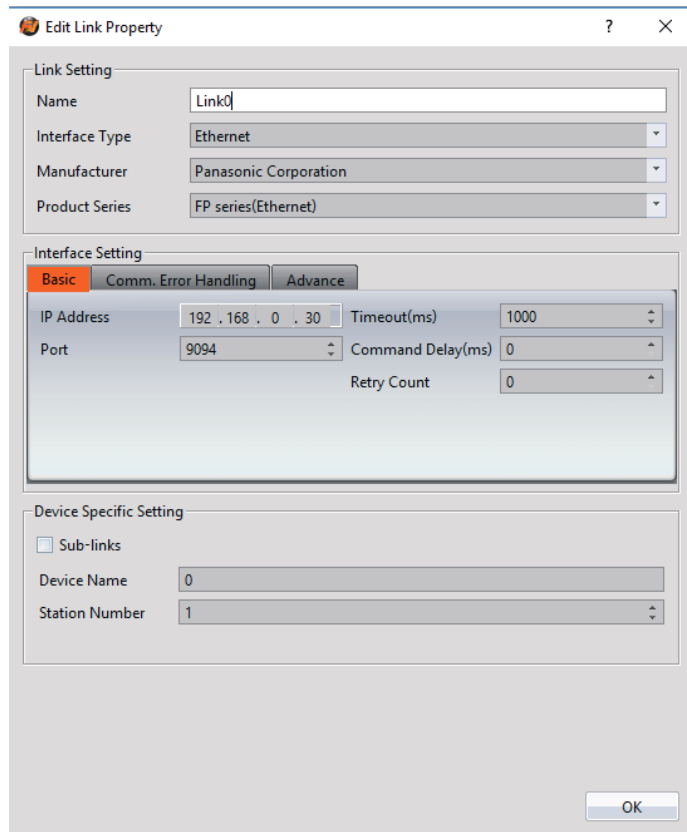 Edit Link Property ?
Link Setting
Name Link0
Interface Type Ethernet
Manufacturer Panasonic Corporation
Product Series FP series(Ethernet)
Interface Setting
Basic Comm. Error Handling Advance
IP Address 192 . 168 . 0 . 30 Timeout(ms) 1000
Port 9094 Command Delay(ms) 0
Retry Count 0
Device Specific Setting
Sub-links
Device Name 0
Station Number 1
OK